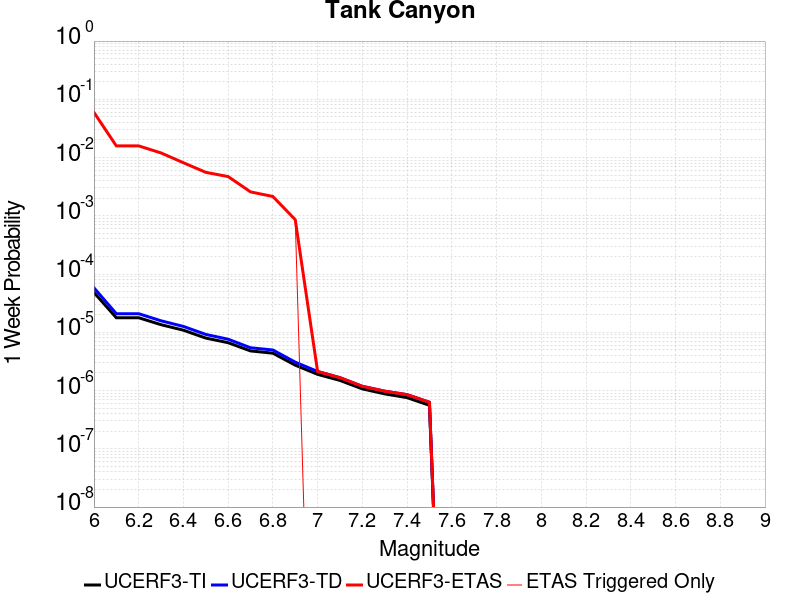 Tank Canyon
10 0
10 -1
10 -2
10 -3
10 -4
10 -5
10 -6
10 -7
10 -8
1 Week Probability
6 6.2 6.4 6.6 6.8 7 7.2 7.4 7.6 7.8 8 8.2 8.4 8.6 8.8 9
Magnitude
UCERF3-TI UCERF3-TD UCERF3-ETAS ETAS Triggered Only